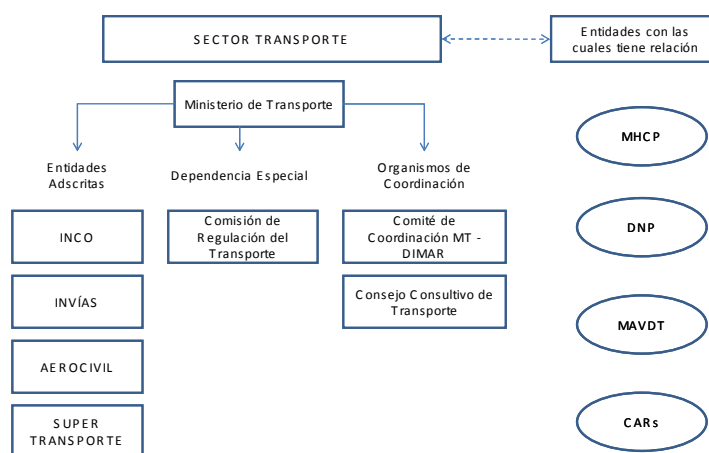 SECTOR TRANSPORTE
Entidades con las
cuales tiene relación
Ministerio de Transporte
Entidades
Adscritas
Dependencia Especial
Organismos de
Coordinación
INCO
INVÍAS
AEROCIVIL
SUPER
TRANSPORTE
Comisión de
Regulación del
Transporte
Comité de
Coordinación MT -
DIMAR
Consejo Consultivo de
Transporte
MHCP
DNP
MAVDT
CARs